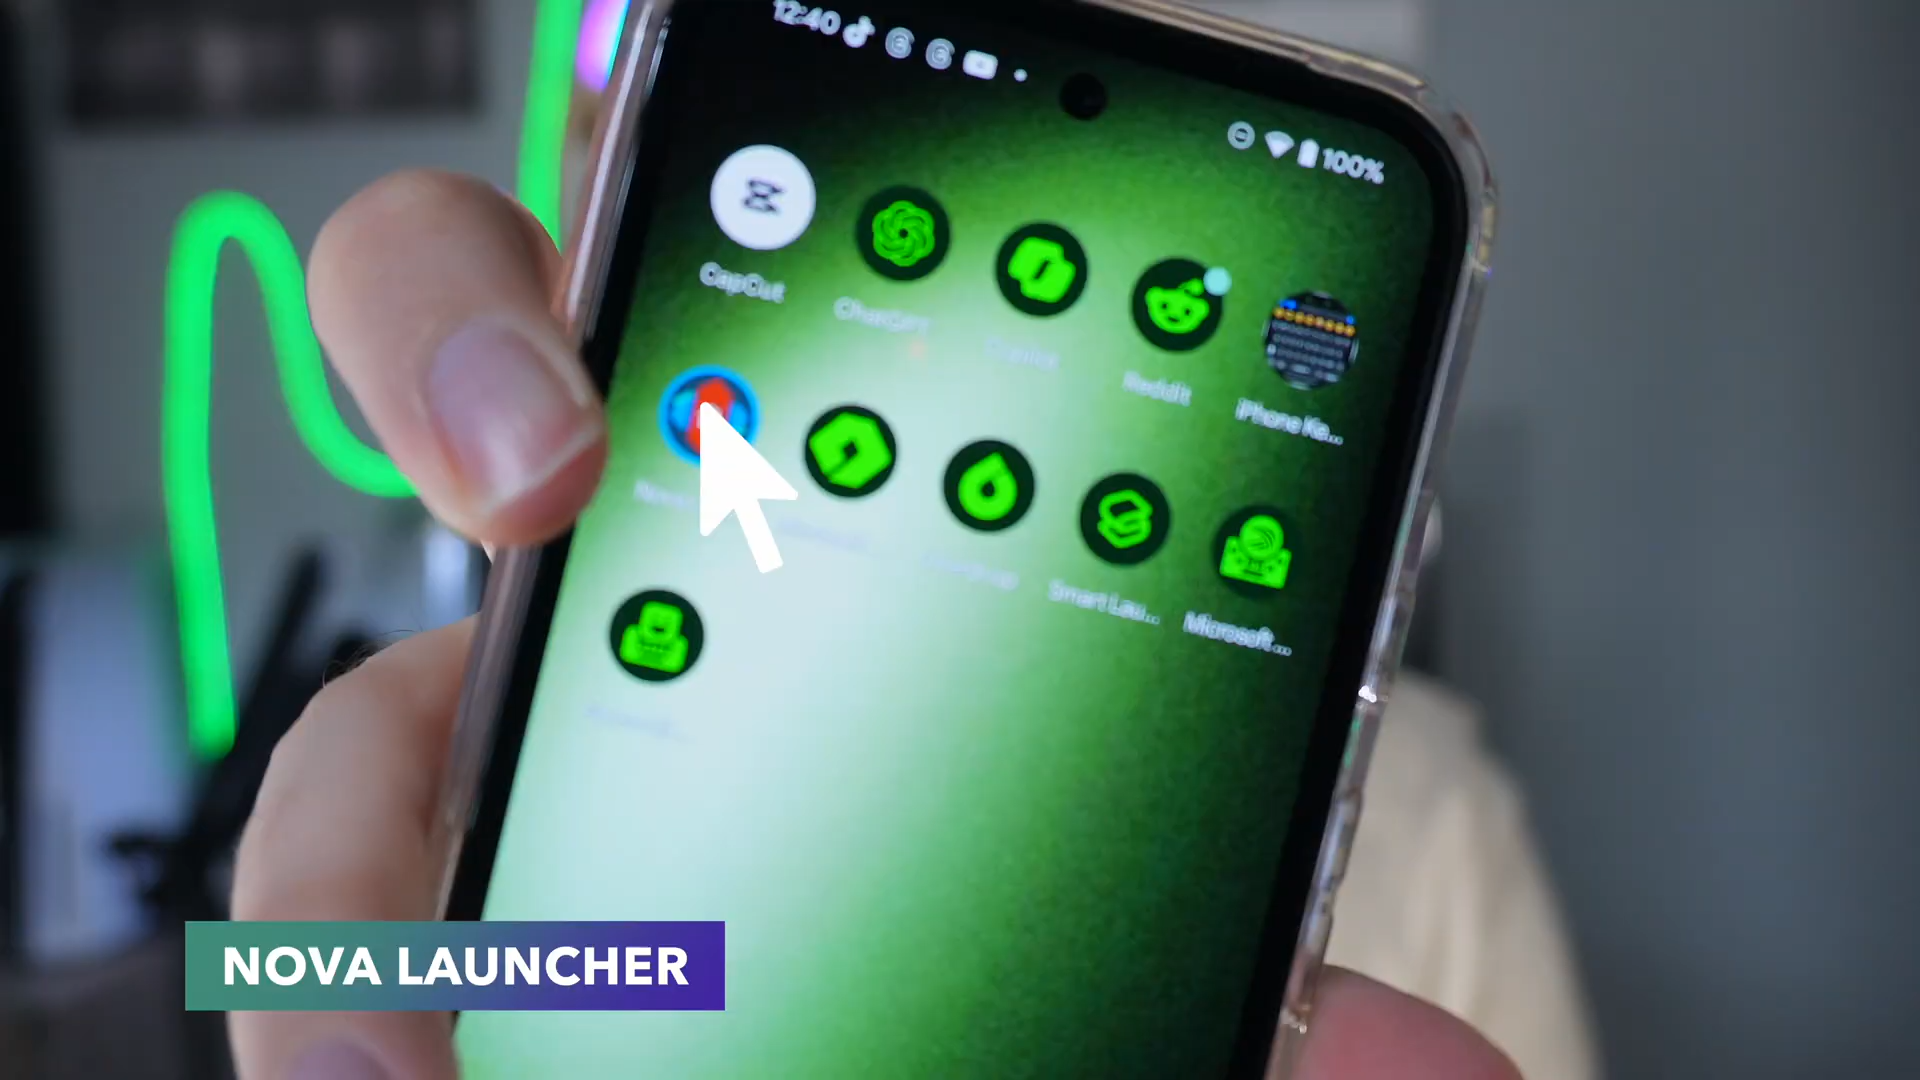 12:40
100%
CapCut
ChatGPT
Reddit
iPhone Ke...
Smart Lau...
Microsoft...
NOVA LAUNCHER